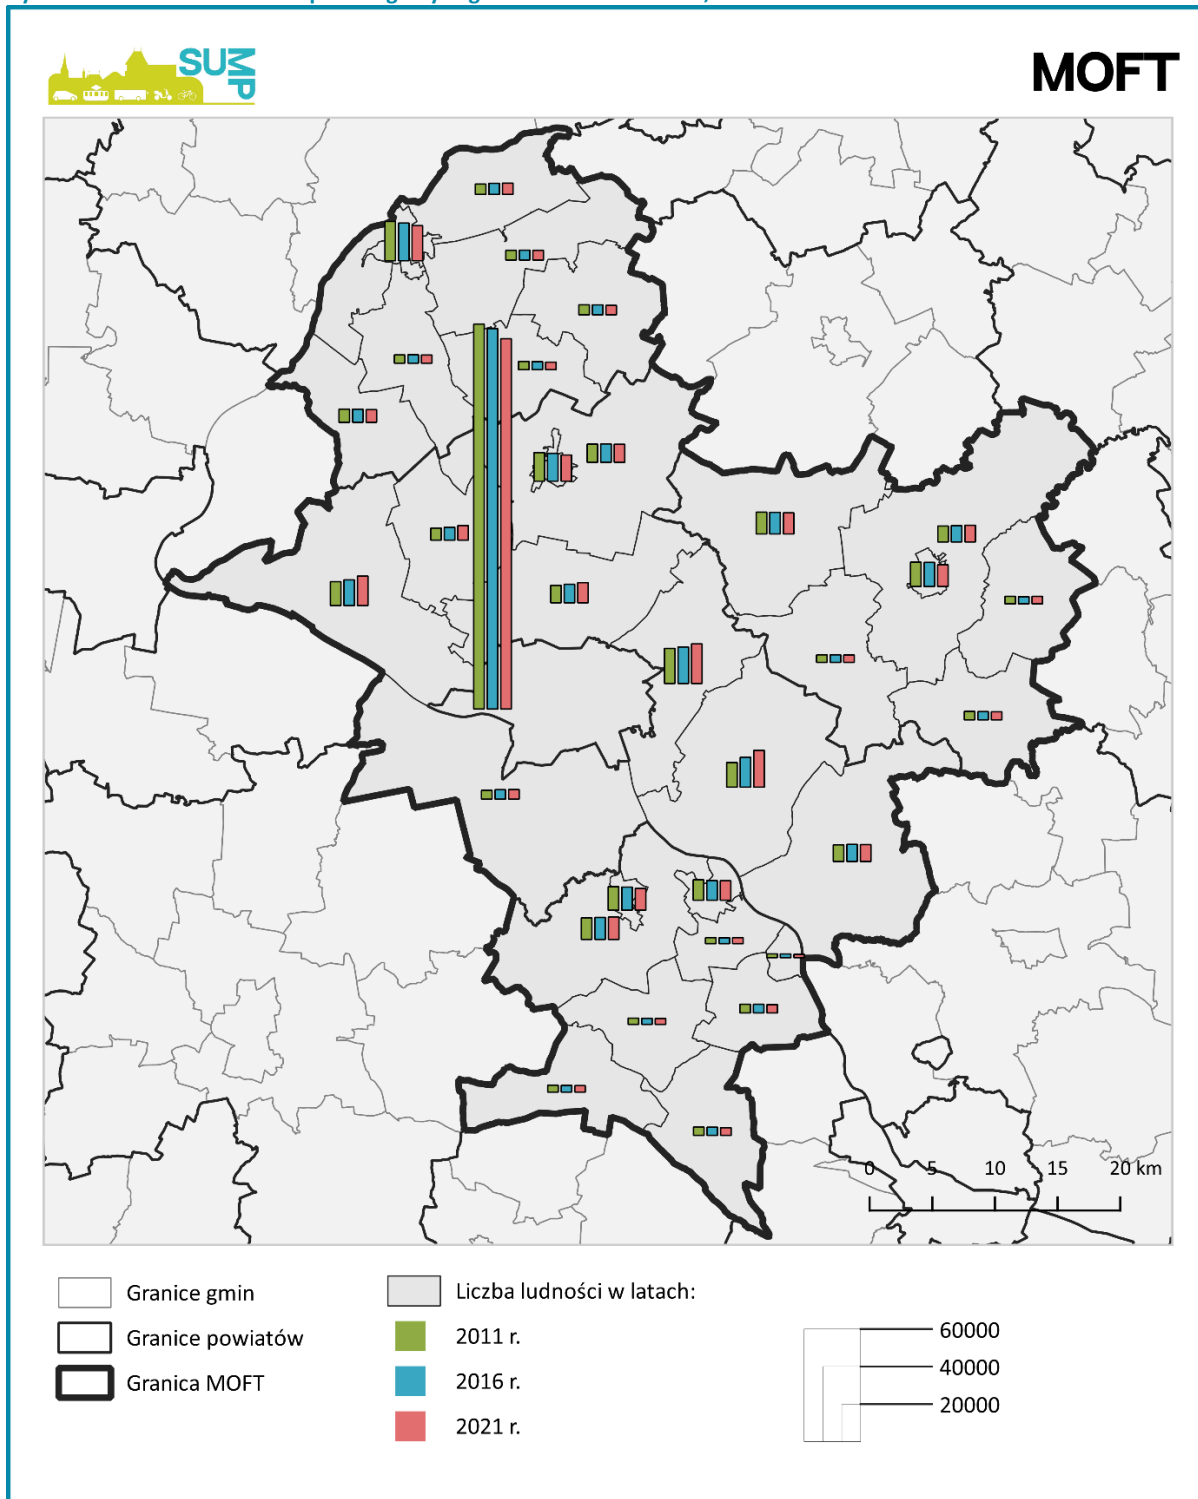 SUMP
MOFT
0 5 10 15 20 km
Granice gmin
Granice powiatów
Granica MOFT
Liczba ludności w latach:
2011 r.
2016 r.
2021 r.
60000
40000
20000